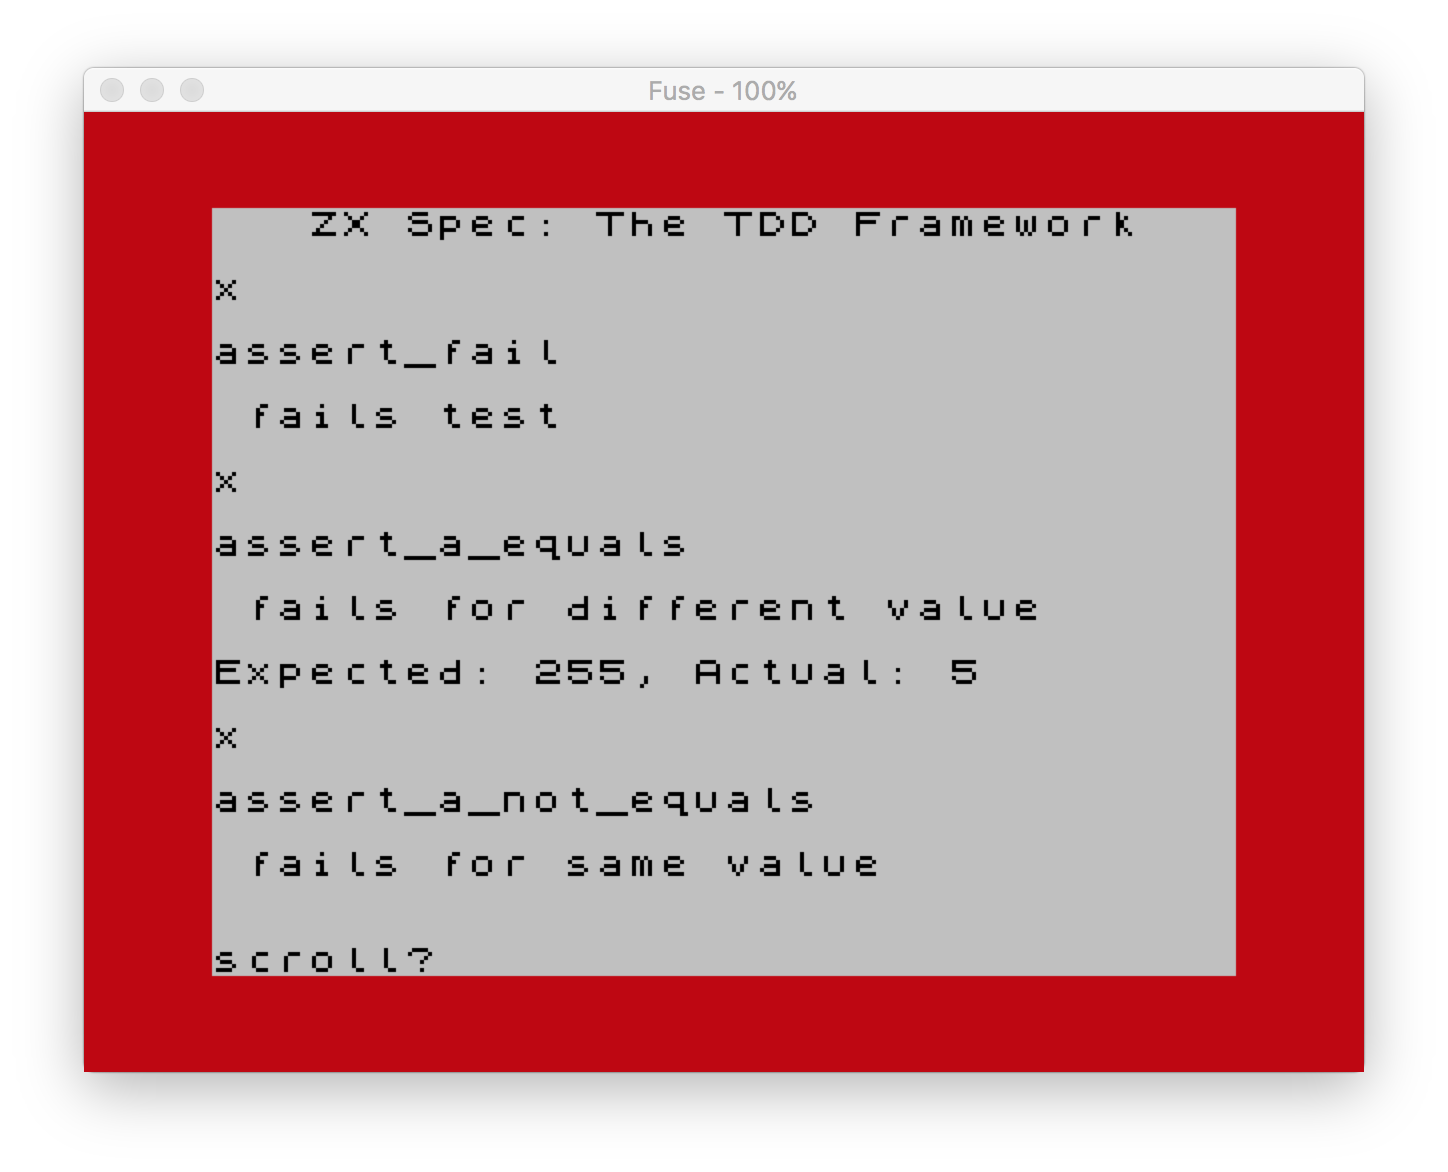 Fuse - 100%
ZX Spec: The TDD Framework
x
assert_fail
fails test
x
assert_a_equals
fails for different value
Expected: 255, Actual: 5
x
assert_a_not_equals
fails for same value
scroll?